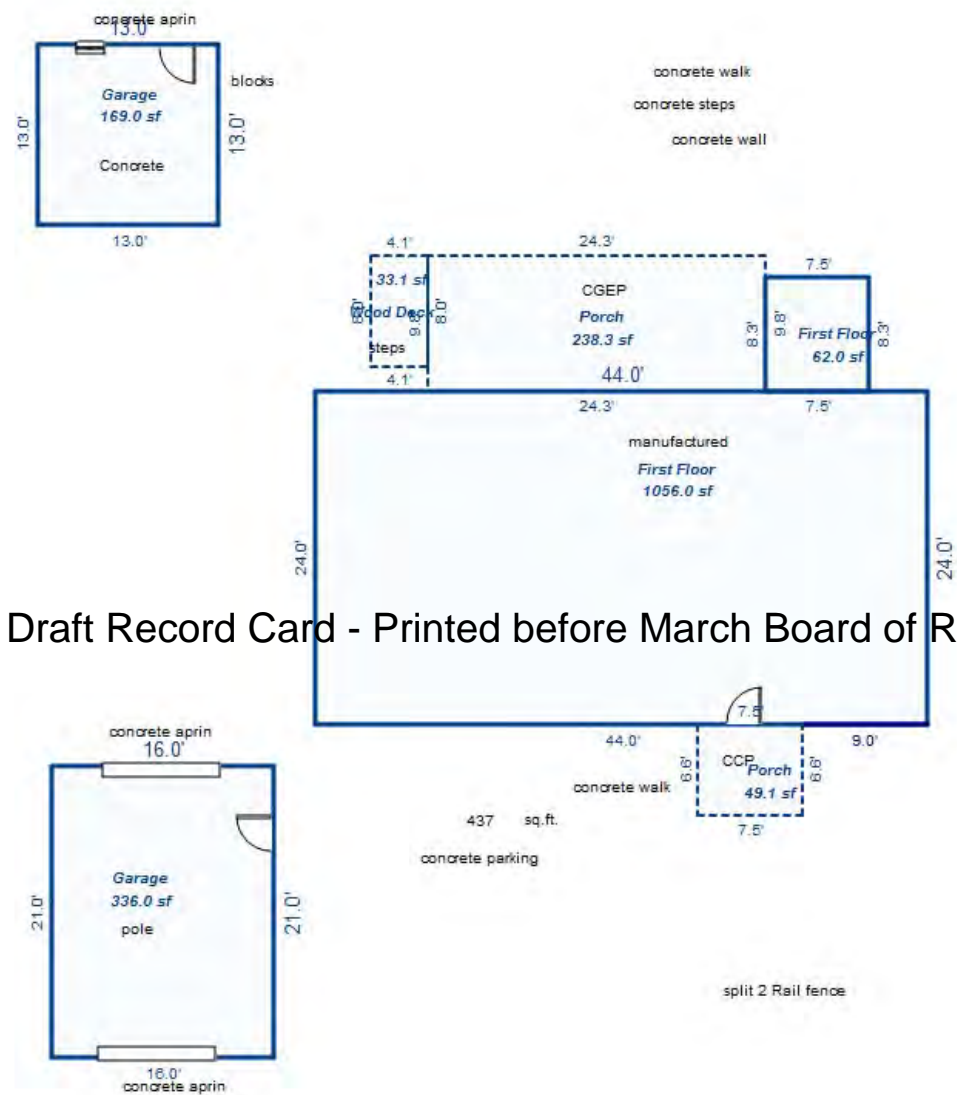 concrete aprin
13.0'
blocks
Garage
169.0 sf
13.0'
13.0'
Concrete
13.0'
concrete walk
concrete steps
concrete wall
4.1'
24.3'
7.5'
33.1 sf
CGEP
8.0'
Wood Deck
9.8'
8.0'
Porch
238.3 sf
8.3'
9.8'
First Floor
62.0 sf
8.3'
steps
4.1'
44.0'
24.3'
7.5'
manufactured
First Floor
1056.0 sf
24.0'
24.0'
Draft Record Card - Printed before March Board of R
7.5'
44.0'
9.0'
6.6'
CCP
Porch
49.1 sf
6.6'
7.5'
concrete walk
437 sq.ft.
concrete parking
concrete aprin
16.0'
Garage
336.0 sf
pole
21.0'
21.0'
16.0'
concrete aprin
split 2 Rail fence